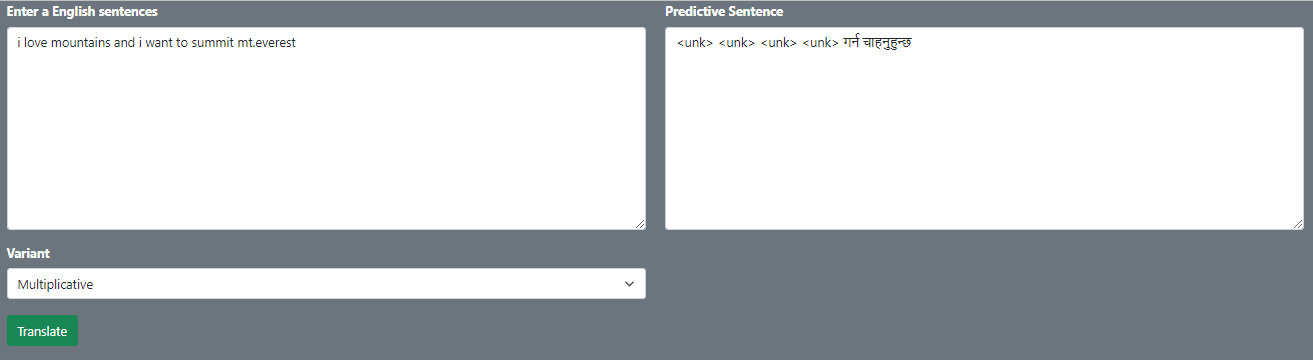 Enter a English sentences
i love mountains and i want to summit mt.everest
Predictive Sentence
<unk> <unk> <unk> <unk> गर्न चाहनुहुन्छ
Variant
Multiplicative
Translate